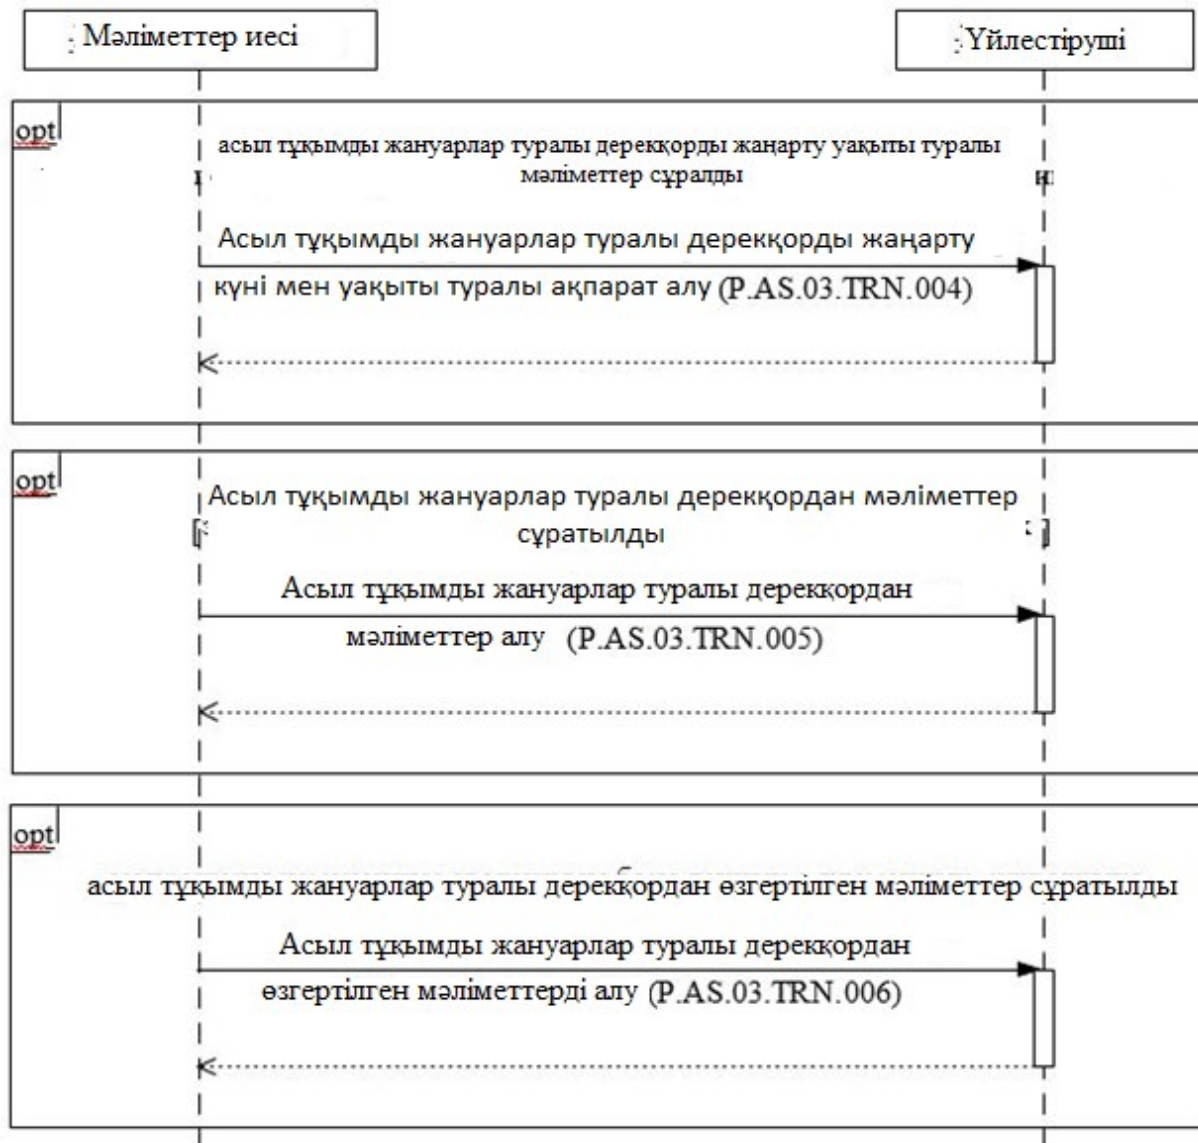 : Мәліметтер иесі
: Үйлестіруші
opt
асыл тұқымды жануарлар туралы дерекқорды жаңарту уақыты туралы
мәліметтер сұралды
Асыл тұқымды жануарлар туралы дерекқорды жаңарту
күні мен уақыты туралы ақпарат алу (P.AS.03.TRN.004)
opt
Асыл тұқымды жануарлар туралы дерекқордан мәліметтер
сұратылды
Асыл тұқымды жануарлар туралы дерекқордан
мәліметтер алу (P.AS.03.TRN.005)
opt
асыл тұқымды жануарлар туралы дерекқордан өзгертілген мәліметтер сұратылды
Асыл тұқымды жануарлар туралы дерекқордан
өзгертілген мәліметтерді алу (P.AS.03.TRN.006)